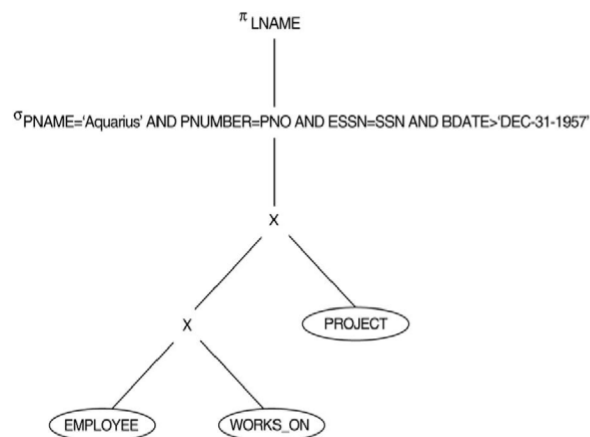 π LNAME
σ PNAME='Aquarius' AND PNUMBER=PNO AND ESSN=SSN AND BDATE>'DEC-31-1957'
X
X
PROJECT
EMPLOYEE
WORKS_ON